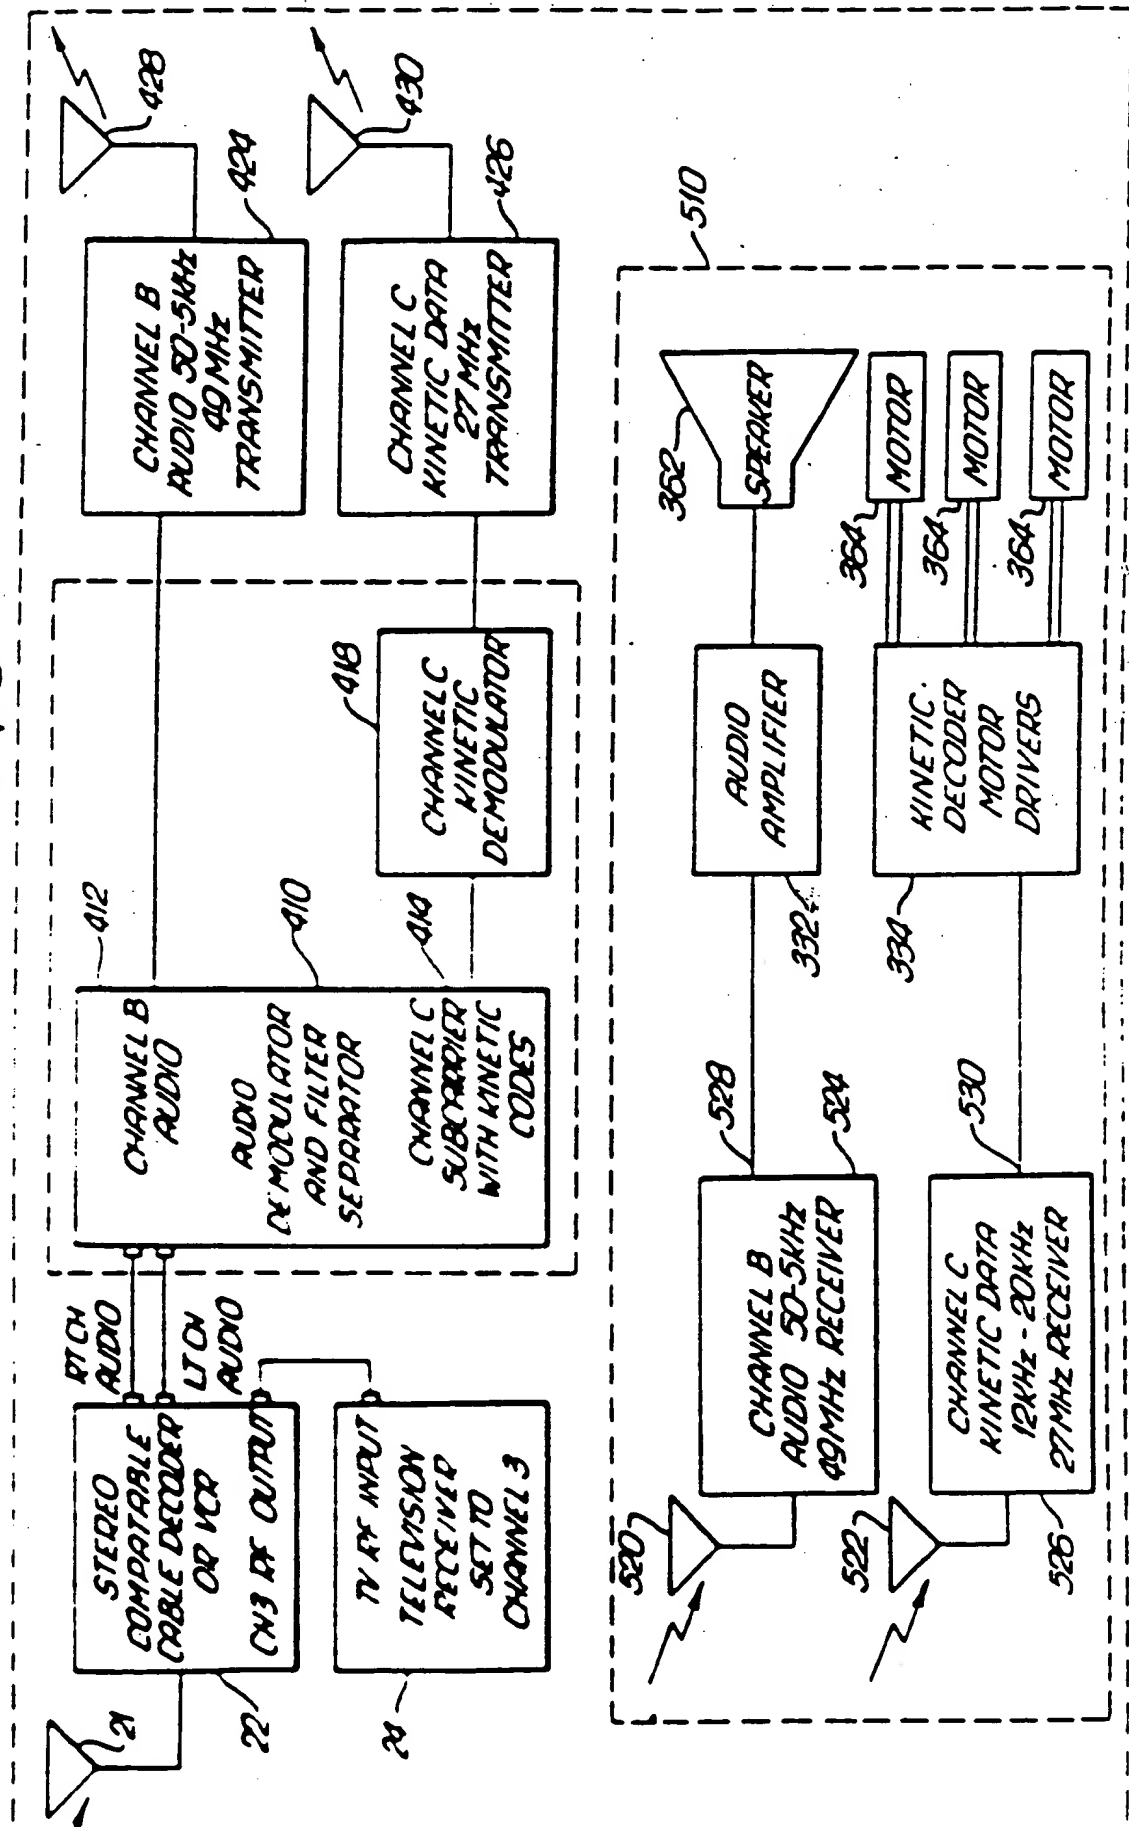 21
STEREO
COMPATABLE
CABLE DECODER
OR VCR
CH3 RF OUTPUT
22
RT CH
AUDIO
LT CH
AUDIO
TV RF INPUT
TELEVISION
RECEIVER
SET TO
CHANNEL 3
24
CHANNEL B
AUDIO
412
AUDIO
DEMODULATOR
AND FILTER
SEPARATOR
410
CHANNEL C
SUBCARRIER
WITH KINETIC
CODES
414
CHANNEL C
KINETIC
DEMODULATOR
418
CHANNEL B
AUDIO 50-5KHz
49 MHz
TRANSMITTER
424
428
CHANNEL C
KINETIC DATA
27 MHz
TRANSMITTER
426
430
510
520
CHANNEL B
AUDIO 50-5KHz
49MHz RECEIVER
528
524
522
CHANNEL C
KINETIC DATA
12KHz-20KHz
27MHz RECEIVER
526
530
AUDIO
AMPLIFIER
332
KINETIC
DECODER
MOTOR
DRIVERS
334
SPEAKER
362
364
MOTOR
364
MOTOR
364
MOTOR